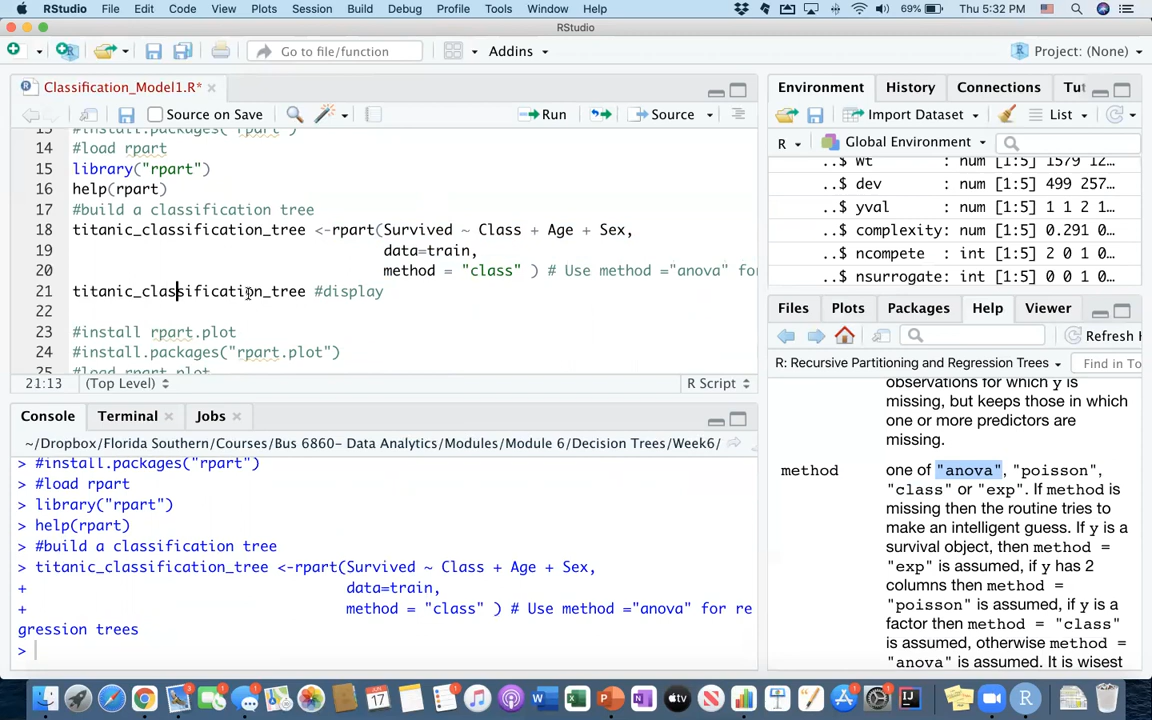 RStudio File Edit Code View Plots Session Build Debug Profile Tools Window Help 69% Thu 5:32 PM
RStudio
Go to file/function Addins Project: (None)
Classification_Model1.R*
Source on Save Run Source
13 #install.packages("rpart")
14 #load rpart
15 library("rpart")
16 help(rpart)
17 #build a classification tree
18 titanic_classification_tree <-rpart(Survived ~ Class + Age + Sex,
19 data=train,
20 method = "class" ) # Use method ="anova" fo
21 titanic_classification_tree #display
22
23 #install rpart.plot
24 #install.packages("rpart.plot")
25 #load rpart.plot
21:13 (Top Level) R Script
Console Terminal Jobs
~/Dropbox/Florida Southern/Courses/Bus 6860- Data Analytics/Modules/Module 6/Decision Trees/Week6/
> #install.packages("rpart")
> #load rpart
> library("rpart")
> help(rpart)
> #build a classification tree
> titanic_classification_tree <-rpart(Survived ~ Class + Age + Sex,
+ data=train,
+ method = "class" ) # Use method ="anova" for re
gression trees
>
Environment History Connections Tu
Import Dataset List
R Global Environment
..$ wt : num [1:5] 1579 12…
..$ dev : num [1:5] 499 257…
..$ yval : num [1:5] 1 1 2 1…
..$ complexity: num [1:5] 0.291 0…
..$ ncompete : int [1:5] 2 0 1 0…
..$ nsurrogate: int [1:5] 0 0 1 0…
Files Plots Packages Help Viewer
Refresh H
R: Recursive Partitioning and Regression Trees Find in To
observations for which y is
missing, but keeps those in which
one or more predictors are
missing.
method one of "anova", "poisson",
"class" or "exp". If method is
missing then the routine tries to
make an intelligent guess. If y is a
survival object, then method =
"exp" is assumed, if y has 2
columns then method =
"poisson" is assumed, if y is a
factor then method = "class"
is assumed, otherwise method =
"anova" is assumed. It is wisest